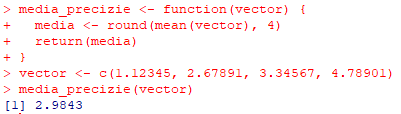 > media_precizie <- function(vector) {
+   media <- round(mean(vector), 4)
+   return(media)
+ }
> vector <- c(1.12345, 2.67891, 3.34567, 4.78901)
> media_precizie(vector)
[1] 2.9843